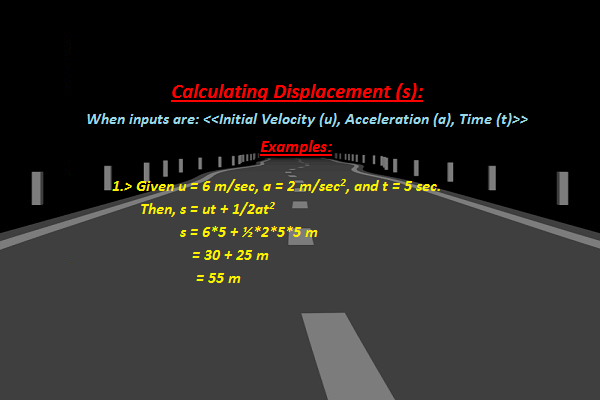 Calculating Displacement (s):
When inputs are: <<Initial Velocity (u), Acceleration (a), Time (t)>>
Examples:
1.> Given u = 6 m/sec, a = 2 m/sec², and t = 5 sec.
Then, s = ut + 1/2at²
s = 6*5 + ½*2*5*5 m
= 30 + 25 m
= 55 m